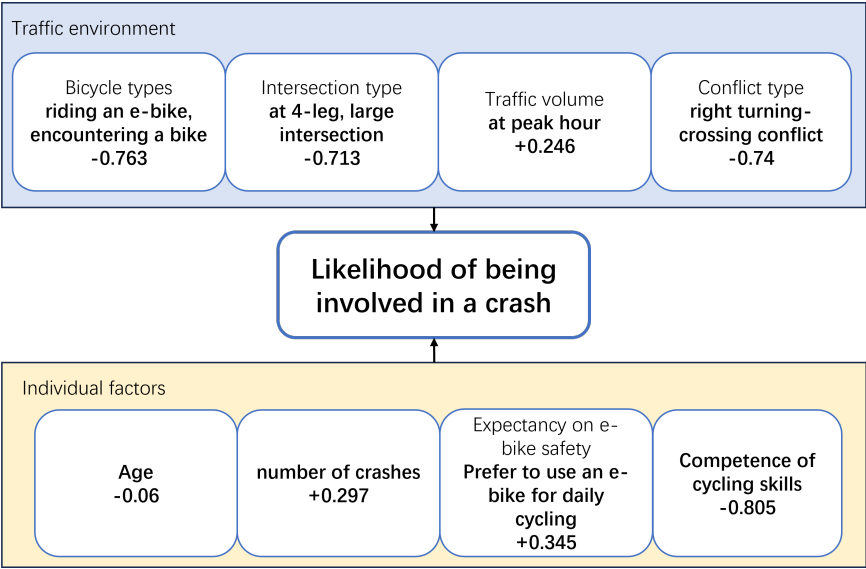 Traffic environment
Bicycle types
riding an e-bike,
encountering a bike
-0.763
Intersection type
at 4-leg, large
intersection
-0.713
Traffic volume
at peak hour
+0.246
Conflict type
right turning-
crossing conflict
-0.74
Likelihood of being
involved in a crash
Individual factors
Age
-0.06
number of crashes
+0.297
Expectancy on e-
bike safety
Prefer to use an e-
bike for daily
cycling
+0.345
Competence of
cycling skills
-0.805